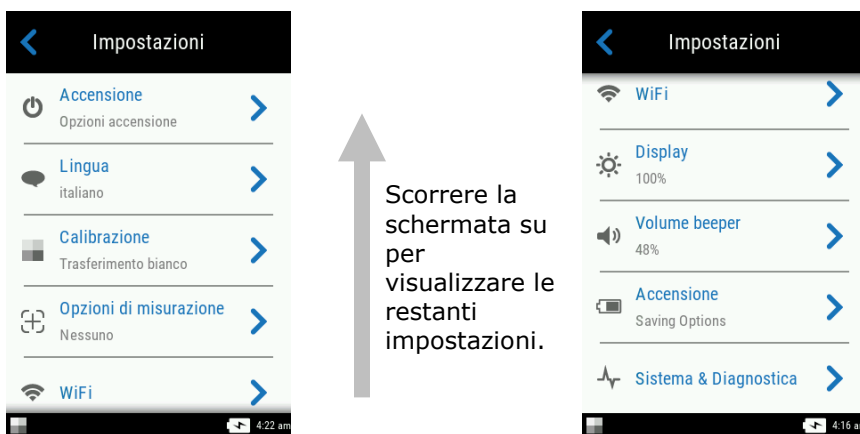 Impostazioni
Accensione
Opzioni accensione
Lingua
italiano
Calibrazione
Trasferimento bianco
Opzioni di misurazione
Nessuno
WiFi
4:22 am
Scorrere la
schermata su
per
visualizzare le
restanti
impostazioni.
Impostazioni
WiFi
Display
100%
Volume beeper
48%
Accensione
Saving Options
Sistema & Diagnostica
4:16 a